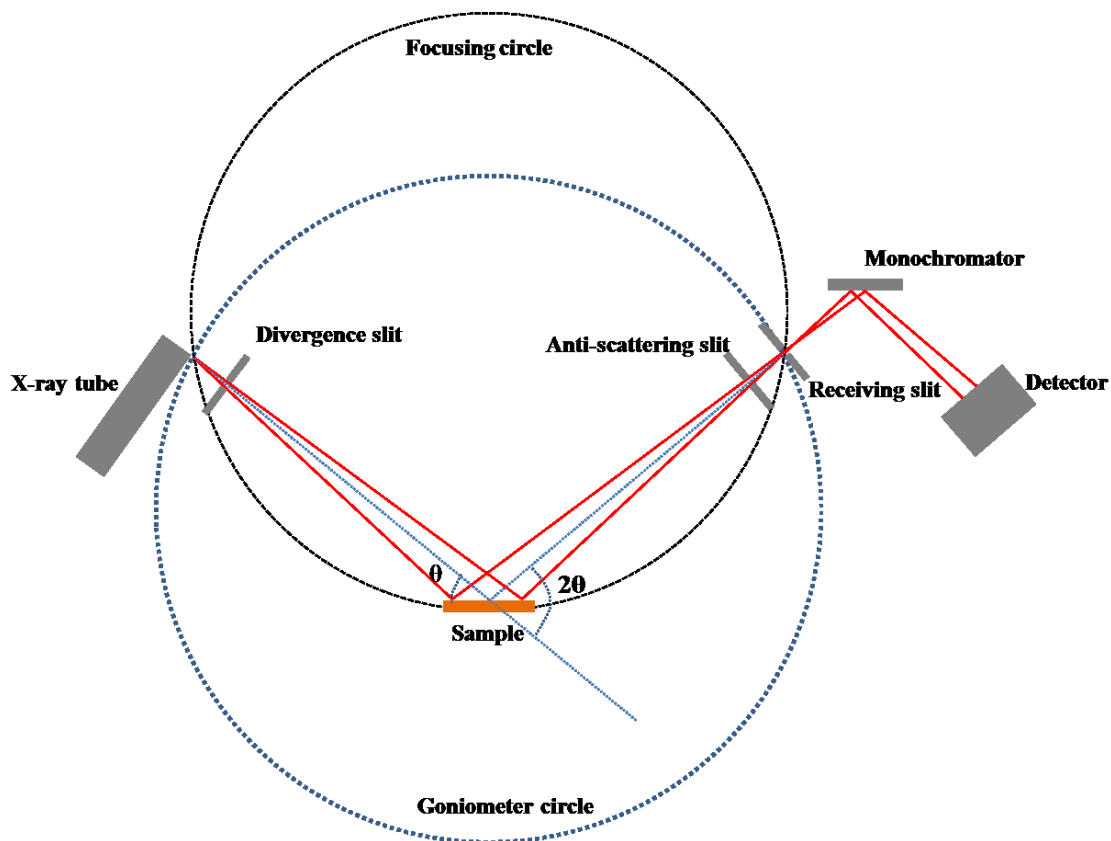 Focusing circle
Monochromator
Divergence slit
Anti-scattering slit
X-ray tube
Receiving slit
Detector
θ
2θ
Sample
Goniometer circle